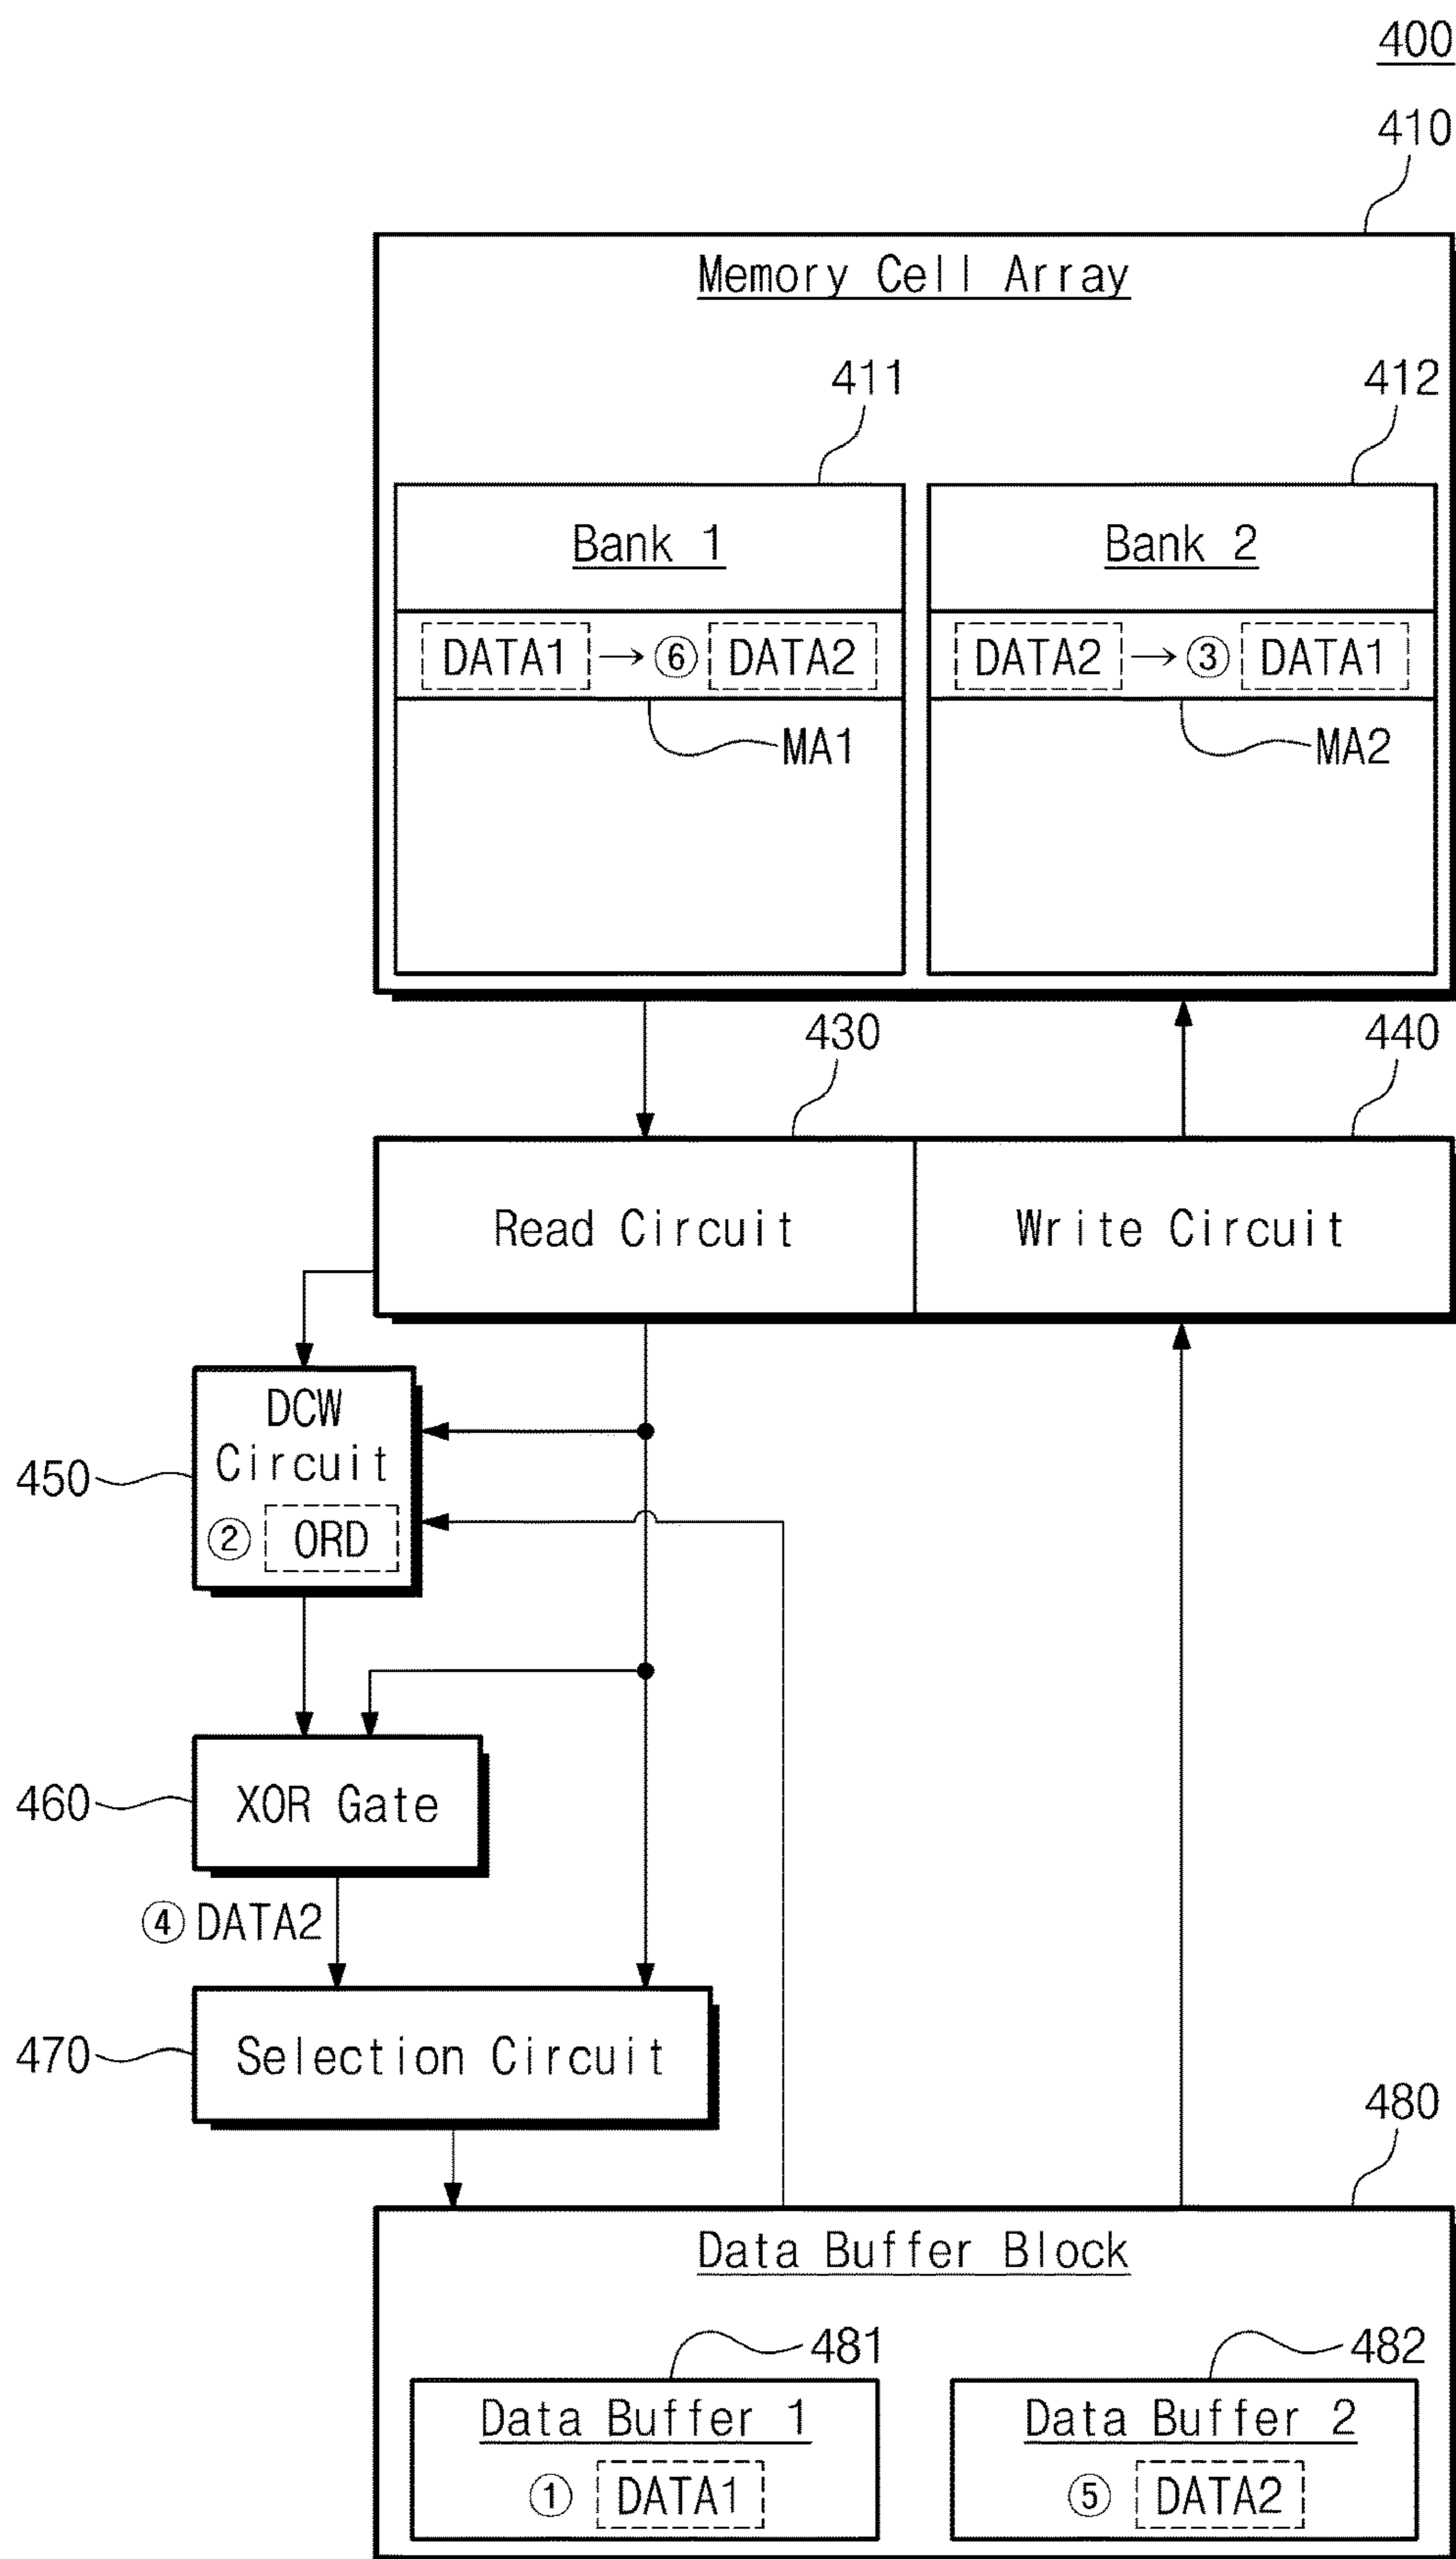 400
410
Memory Cell Array
411
412
Bank 1
Bank 2
DATA1 → ⑥ DATA2
DATA2 → ③ DATA1
MA1
MA2
430
440
Read Circuit
Write Circuit
DCW
Circuit
450
② ORD
460
XOR Gate
④ DATA2
470
Selection Circuit
480
Data Buffer Block
481
482
Data Buffer 1
Data Buffer 2
① DATA1
⑤ DATA2